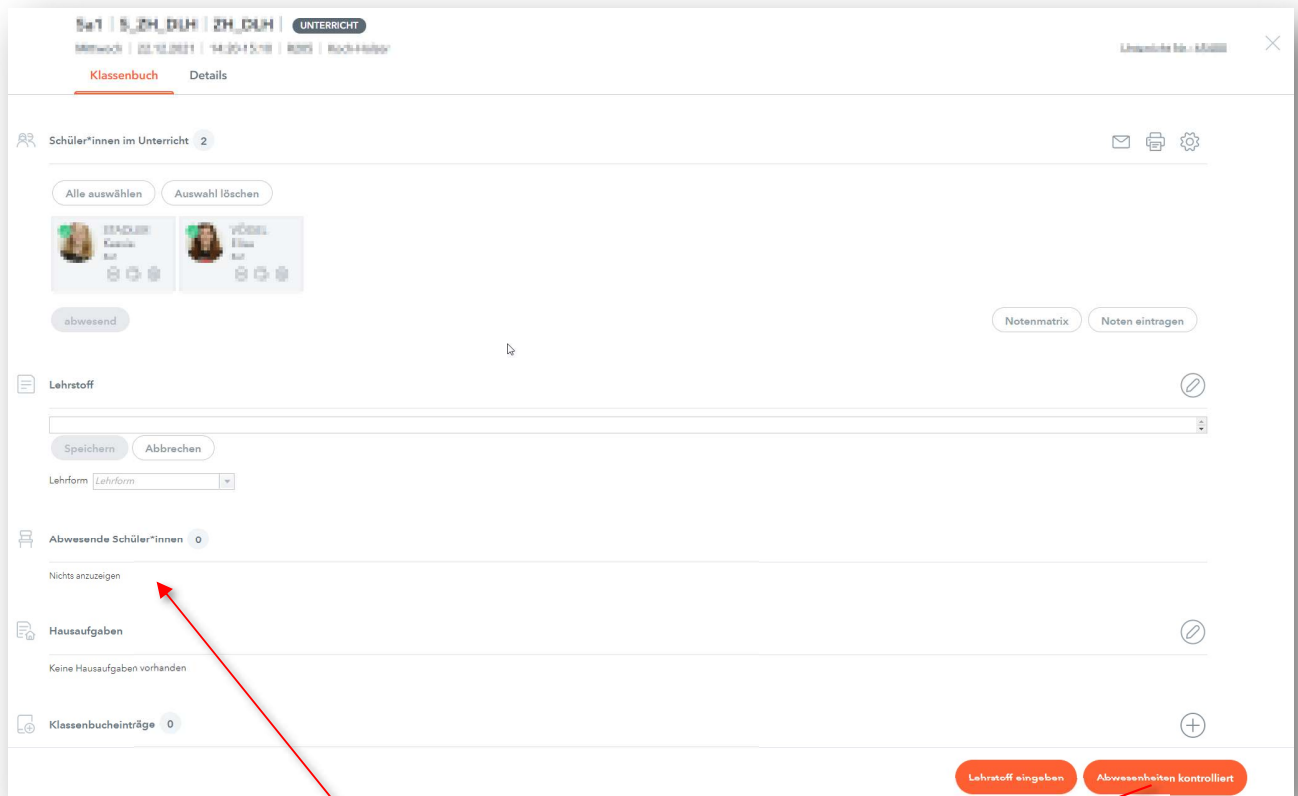 UNTERRICHT
Klassenbuch Details
Schüler*innen im Unterricht 2
Alle auswählen Auswahl löschen
abwesend Notenmatrix Noten eintragen
Lehrstoff
Speichern Abbrechen
Lehrform Lehrform
Abwesende Schüler*innen 0
Nichts anzuzeigen
Hausaufgaben
Keine Hausaufgaben vorhanden
Klassenbucheinträge 0
Lehrstoff eingeben Abwesenheiten kontrolliert